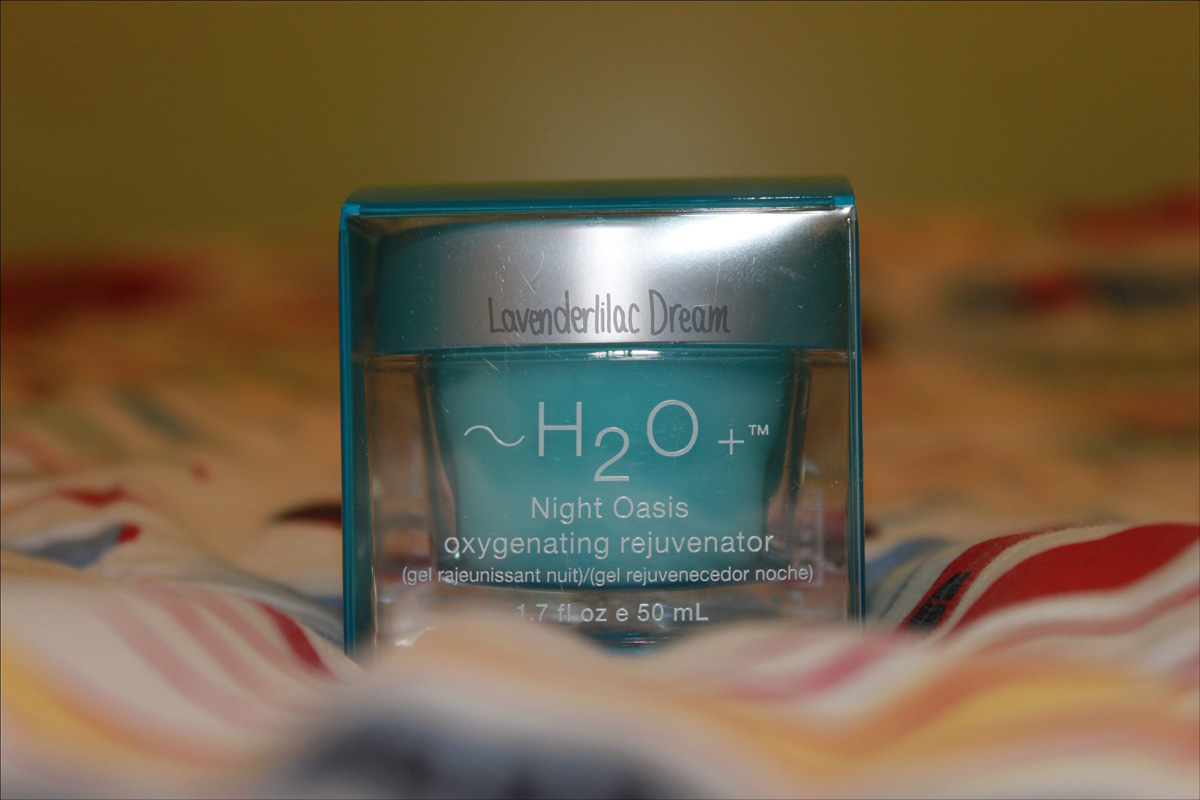 Lavenderlilac Dream
~H2O+™
Night Oasis
oxygenating rejuvenator
(gel rajeunissant nuit)/(gel rejuvenecedor noche)
1.7 fl oz e 50 mL